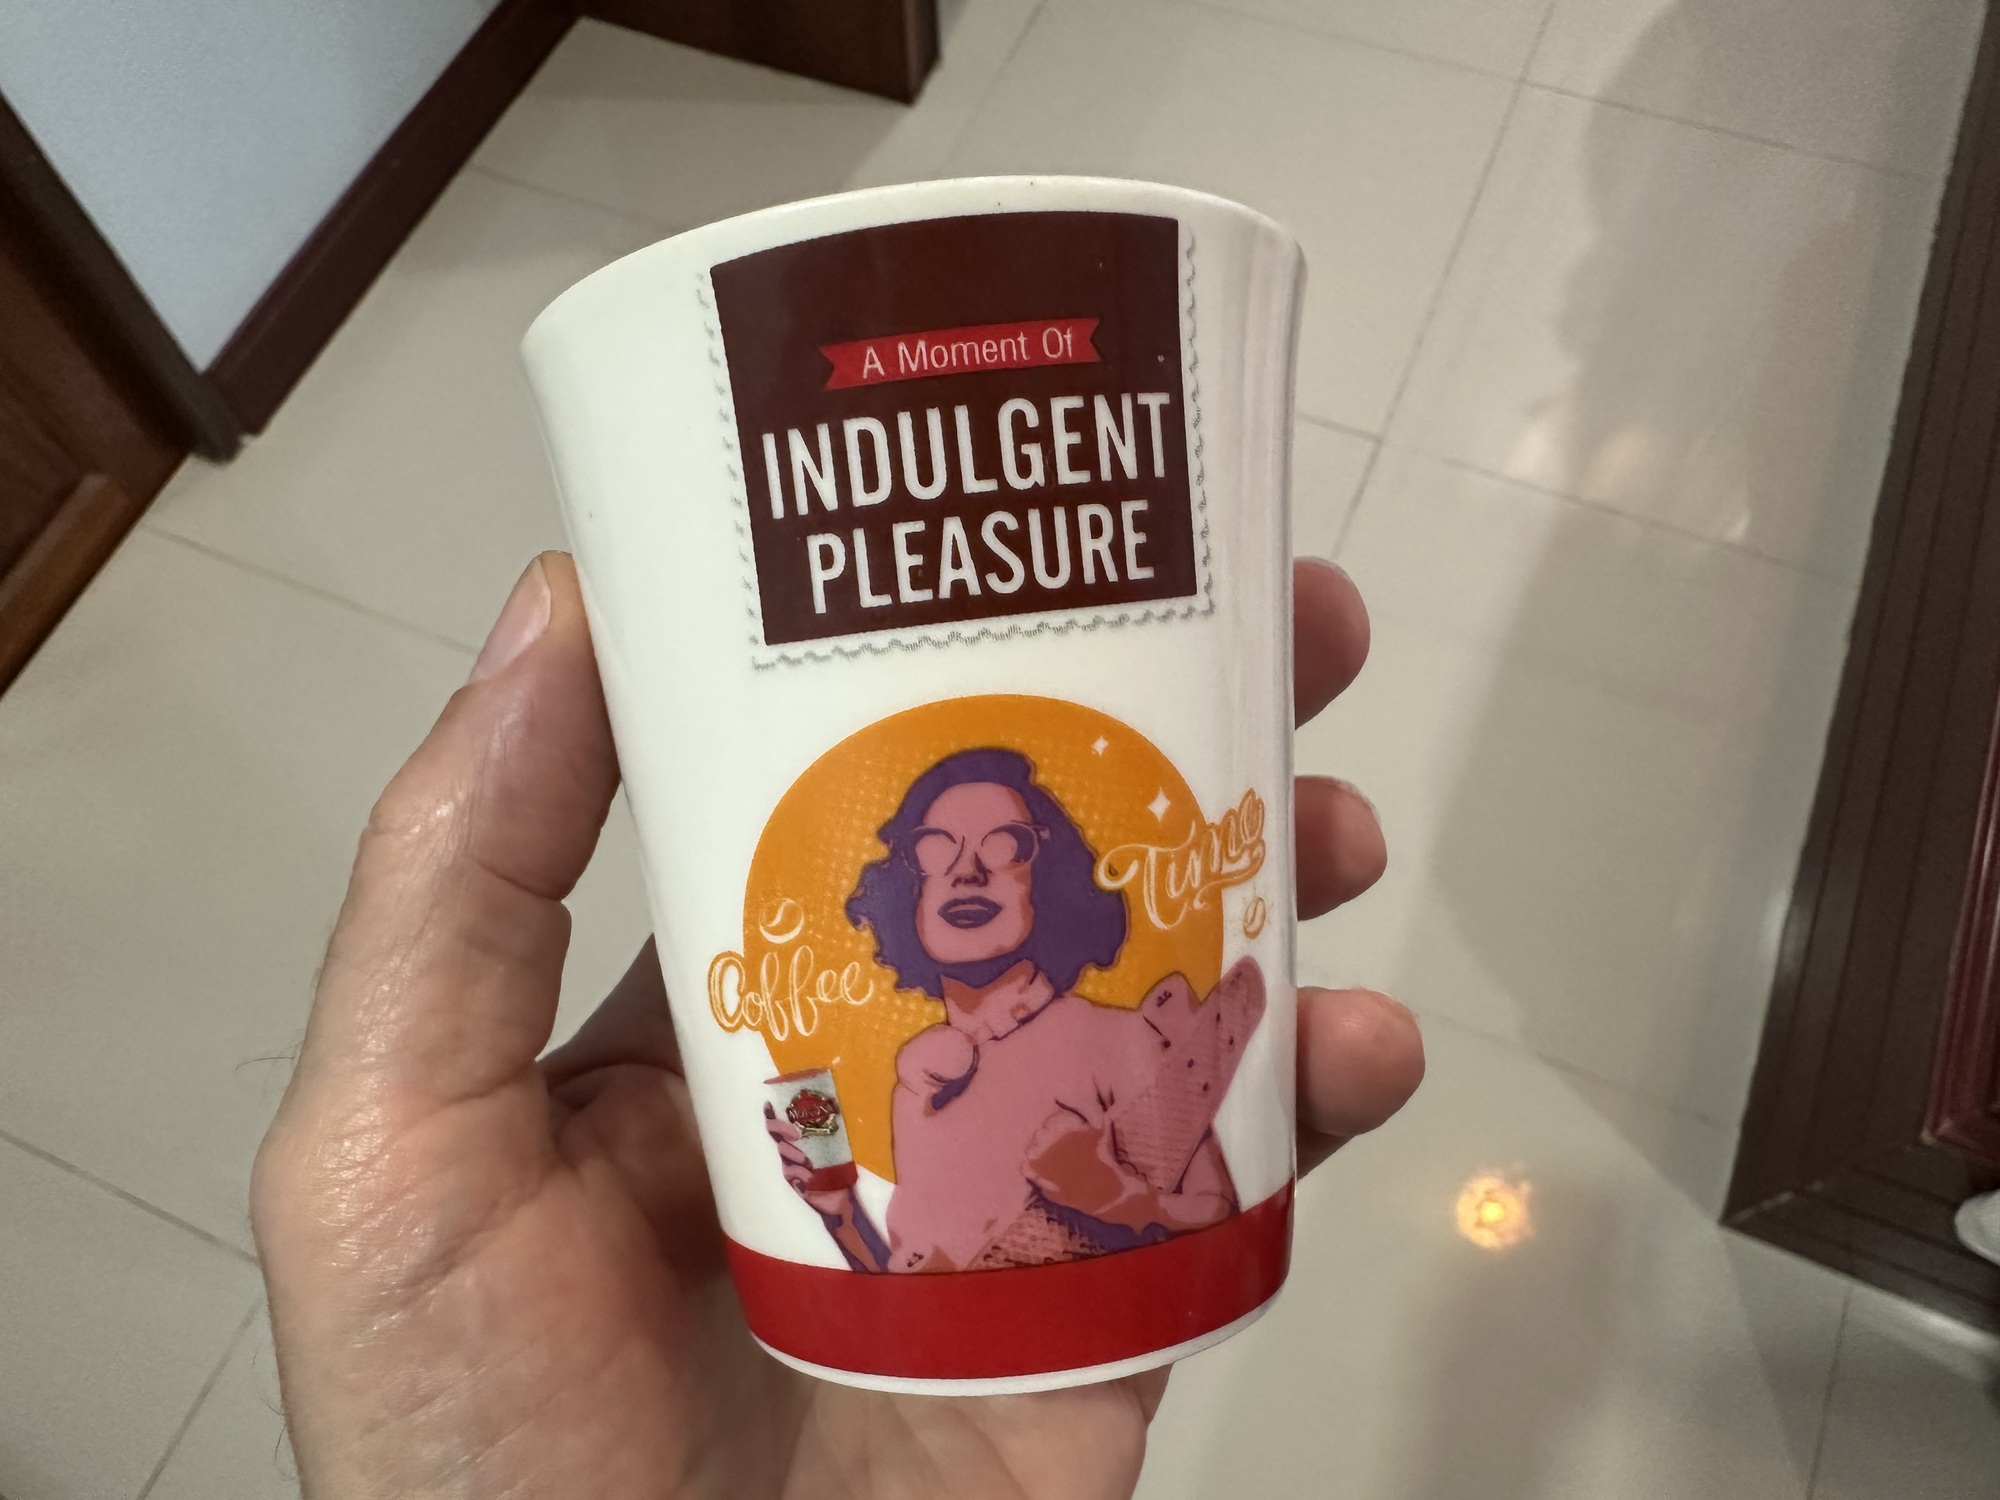 A Moment Of
INDULGENT
PLEASURE
Time
Coffee